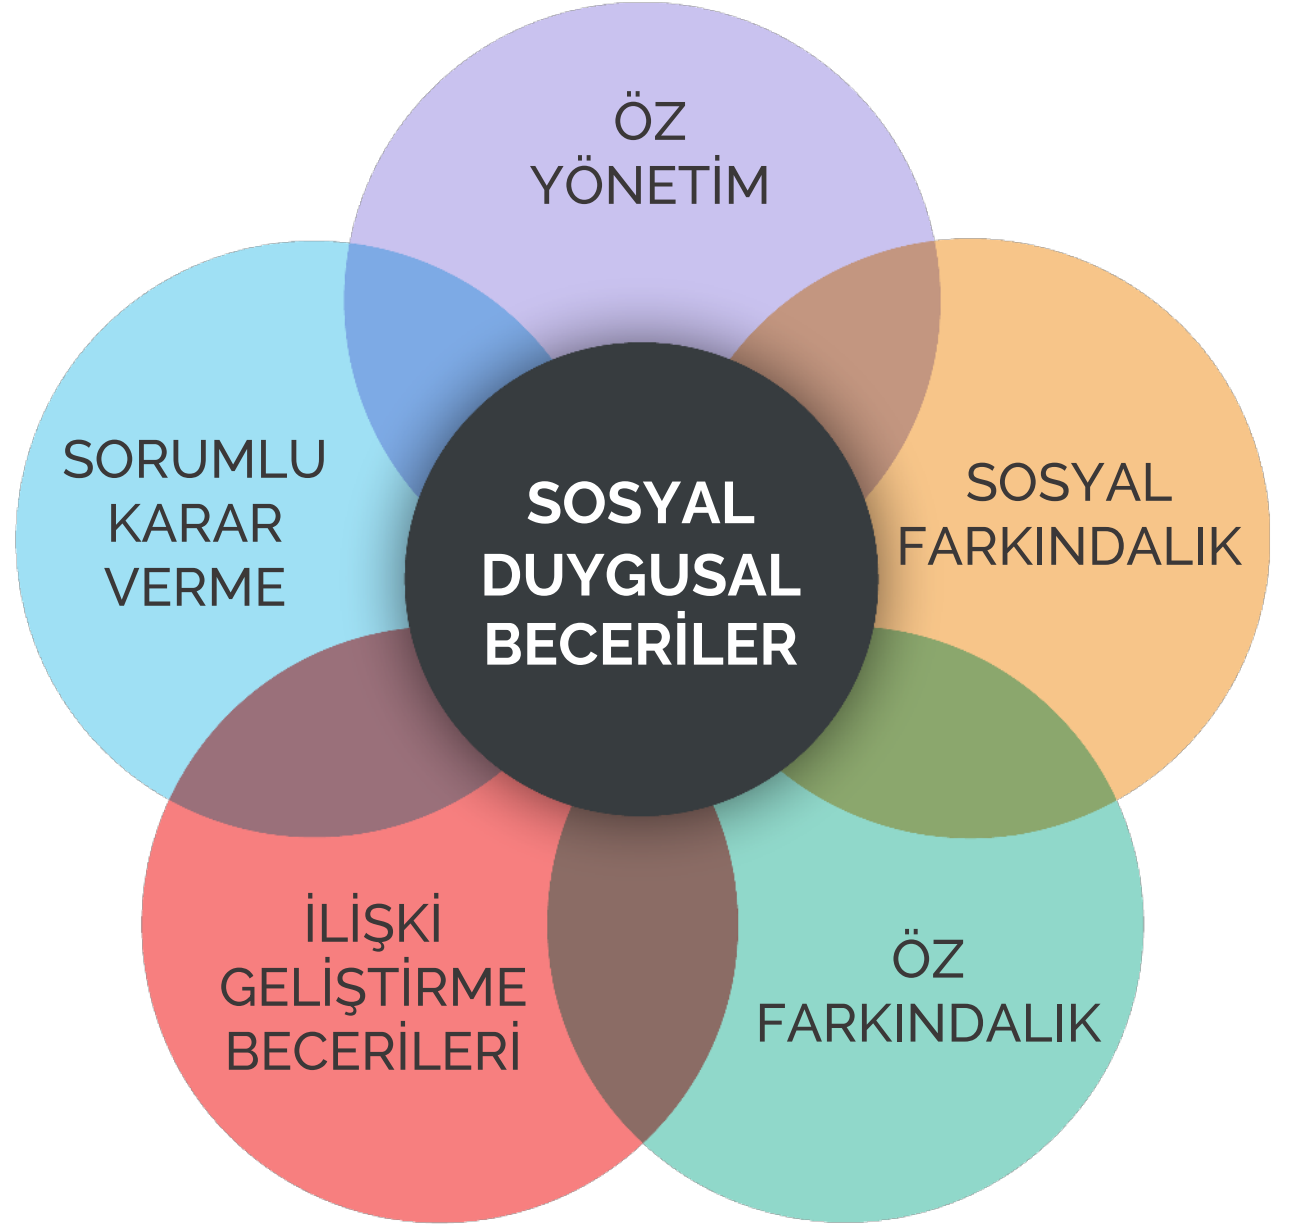 ÖZ
YÖNETİM
SOSYAL
FARKINDALIK
ÖZ
FARKINDALIK
İLİŞKİ
GELİŞTİRME
BECERİLERİ
SORUMLU
KARAR
VERME
SOSYAL
DUYGUSAL
BECERİLER